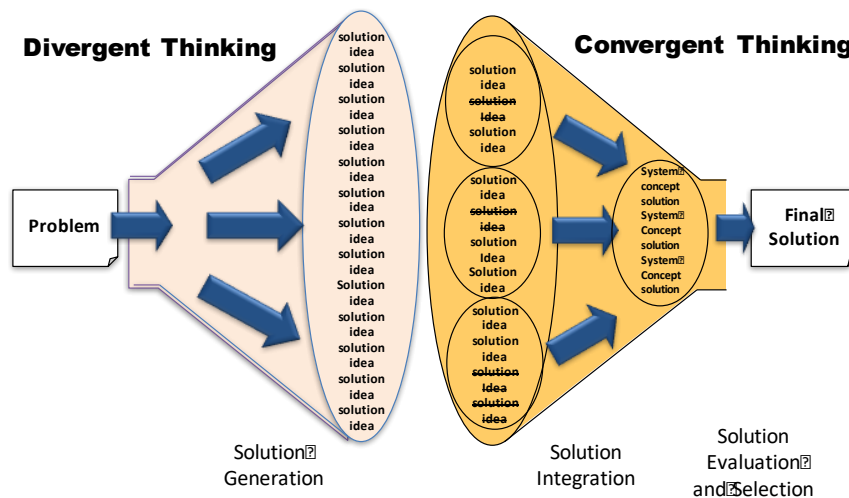 Divergent Thinking
Convergent Thinking
Problem
solution
idea
solution
idea
solution
idea
solution
idea
solution
idea
solution
idea
solution
idea
solution
idea
Solution
idea
solution
idea
solution
idea
solution
idea
solution
idea
solution
idea
solution
Idea
solution
idea
solution
idea
solution
idea
solution
Idea
Solution
idea
solution
idea
solution
idea
solution
Idea
solution
idea
System
concept
solution
System
Concept
solution
System
Concept
solution
Final
Solution
Solution
Generation
Solution
Integration
Solution
Evaluation
and Selection